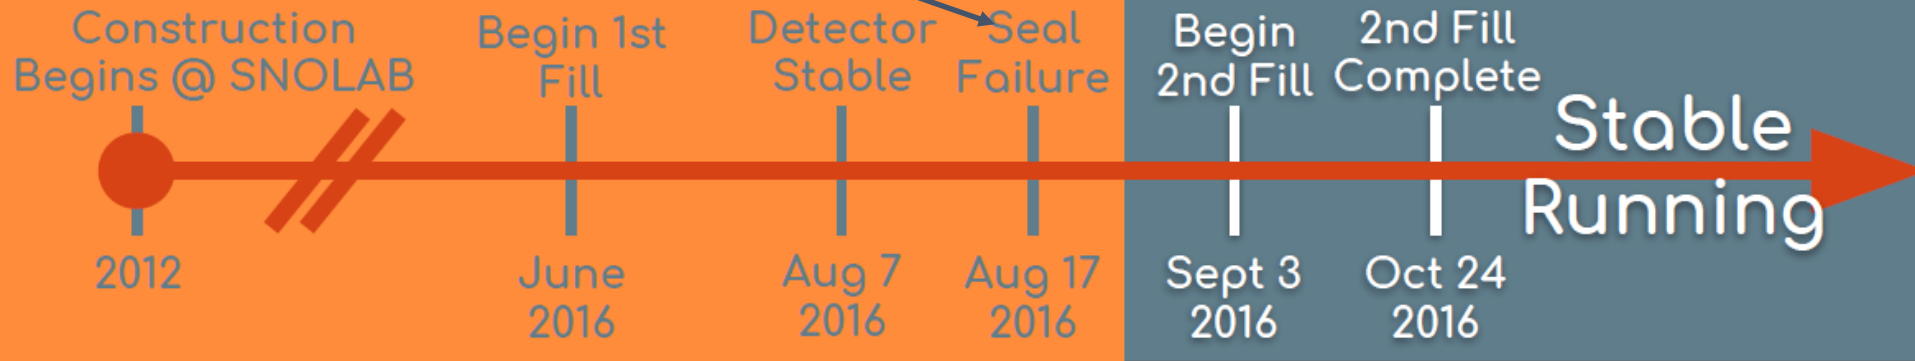 Construction
Begins @ SNOLAB
2012
Begin 1st
Fill
June
2016
Detector
Stable
Aug 7
2016
Seal
Failure
Aug 17
2016
Begin
2nd Fill
Sept 3
2016
2nd Fill
Complete
Oct 24
2016
Stable
Running